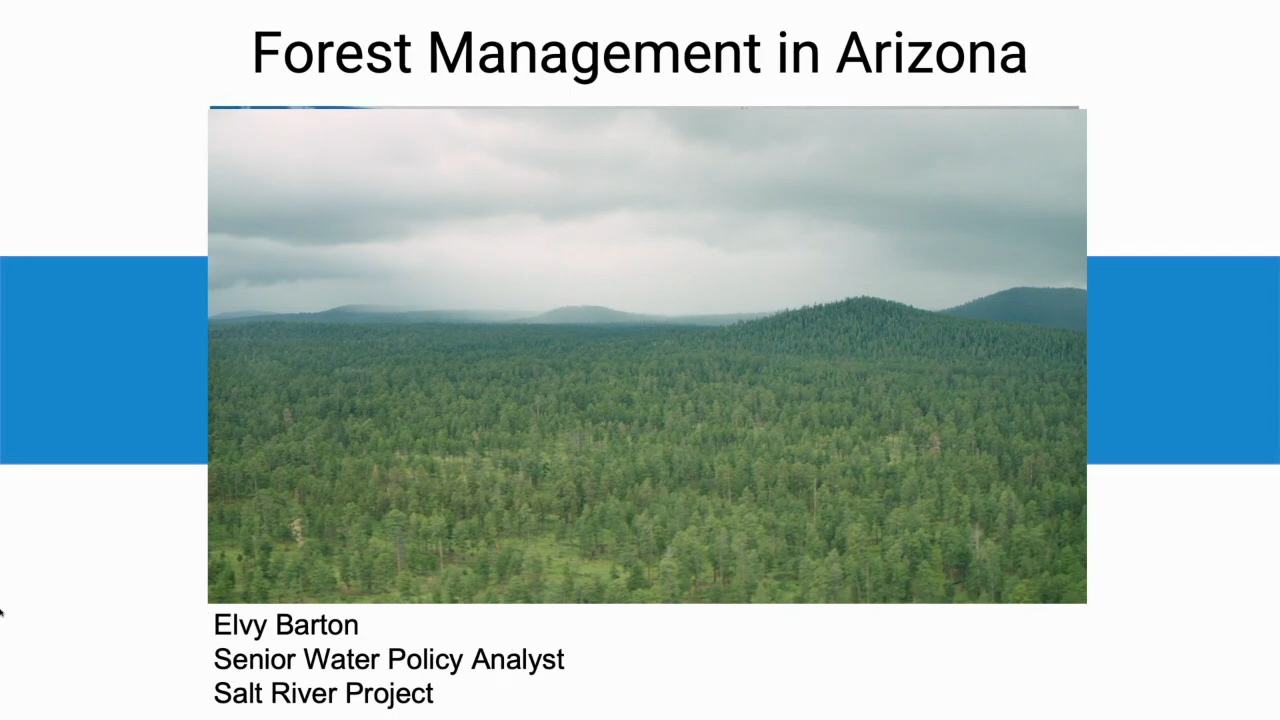 Forest Management in Arizona
Elvy Barton
Senior Water Policy Analyst
Salt River Project